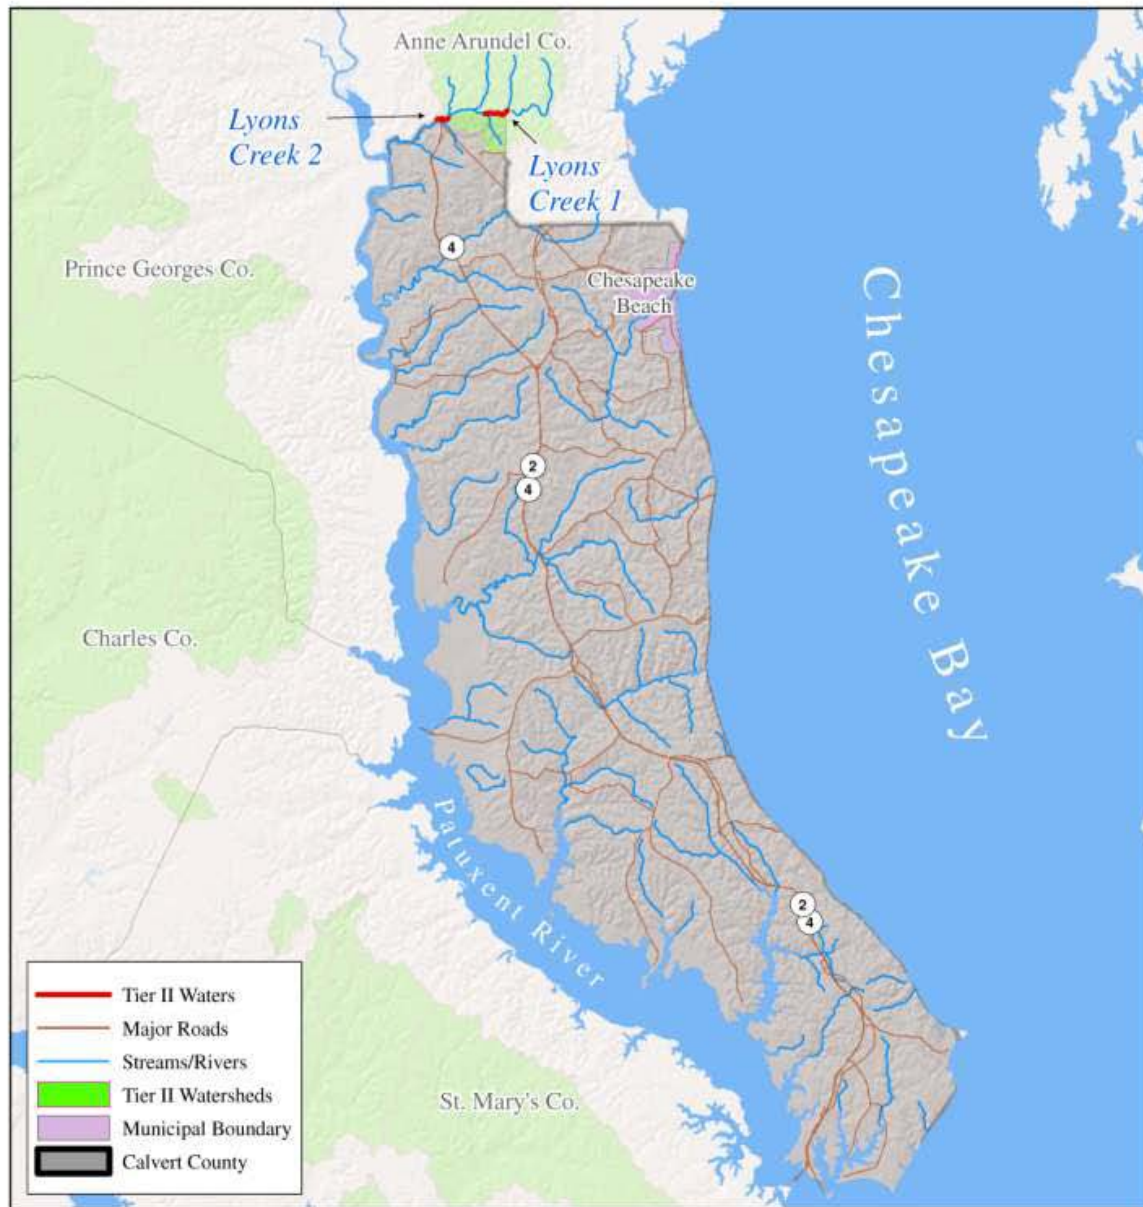 Anne Arundel Co.
Lyons
Creek 2
Lyons
Creek 1
4
Prince Georges Co.
Chesapeake
Beach
Chesapeake Bay
2
4
Charles Co.
Patuxent River
2
4
St. Mary's Co.
Tier II Waters
Major Roads
Streams/Rivers
Tier II Watersheds
Municipal Boundary
Calvert County